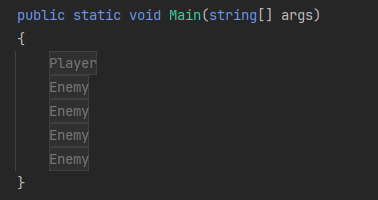 public static void Main(string[] args)
{
Player
Enemy
Enemy
Enemy
Enemy
}